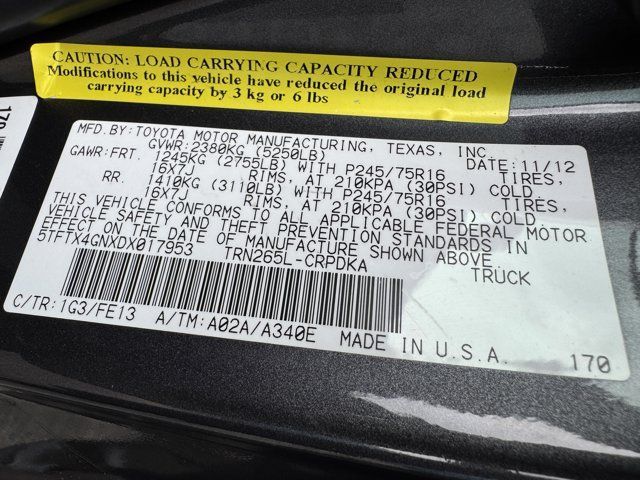 CAUTION: LOAD CARRYING CAPACITY REDUCED
Modifications to this vehicle have reduced the original load
carrying capacity by 3 kg or 6 lbs
170
MFD.BY:TOYOTA MOTOR MANUFACTURING, TEXAS, INC.
GVWR:2380KG (5250LB) 11/12
GAWR:FRT. 1245KG (2755LB) WITH P245/75R16 TIRES,
16X7J RIMS, AT 210KPA (30PSI) COLD
RR. 1410KG (3110LB) WITH P245/75R16 TIRES,
16X7J RIMS, AT 210KPA (30PSI) COLD
THIS VEHICLE CONFORMS TO ALL APPLICABLE FEDERAL MOTOR
VEHICLE SAFETY AND THEFT PREVENTION STANDARDS IN
EFFECT ON THE DATE OF MANUFACTURE SHOWN ABOVE
5TFTX4GNXDX017953 TRN265L-CRPDKA TRUCK
C/TR:1G3/FE13 A/TM:A02A/A340E MADE IN U.S.A. 170